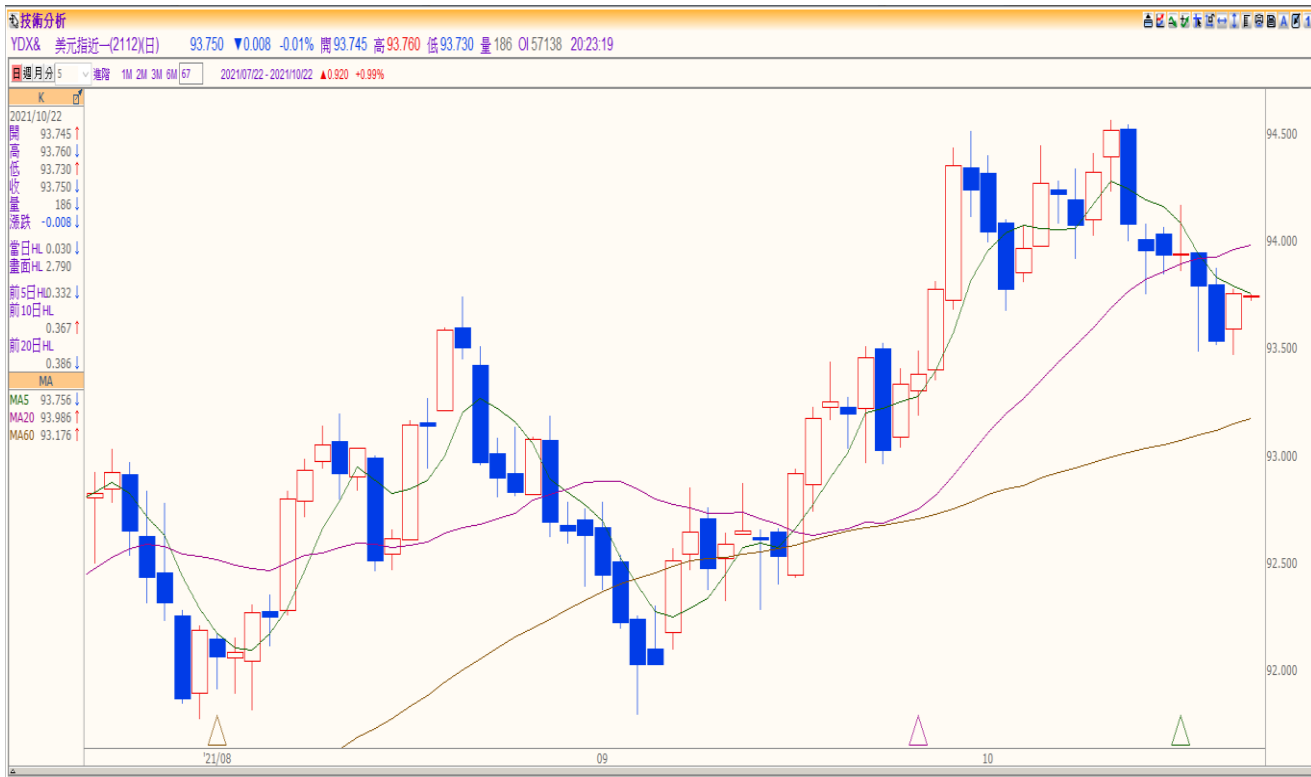 技術分析
YDX& 美元指近一(2112)(日) 93.750 ▼0.008 -0.01% 開93.745 高93.760 低93.730 量186 OI57138 20:23:19
日週月分 5 進階 1M 2M 3M 6M 67 2021/07/22 - 2021/10/22 ▲0.920 +0.99%
K
2021/10/22
開 93.745↑
高 93.760↓
低 93.730↑
收 93.750↓
量 186↓
漲跌 -0.008↓
當日HL 0.030↓
畫面HL 2.790
前5日HL0.332↓
前10日HL
0.367↑
前20日HL
0.386↓
MA
MA5 93.756↓
MA20 93.986↑
MA60 93.176↑
94.500
94.000
93.500
93.000
92.500
92.000
'21/08 09 10